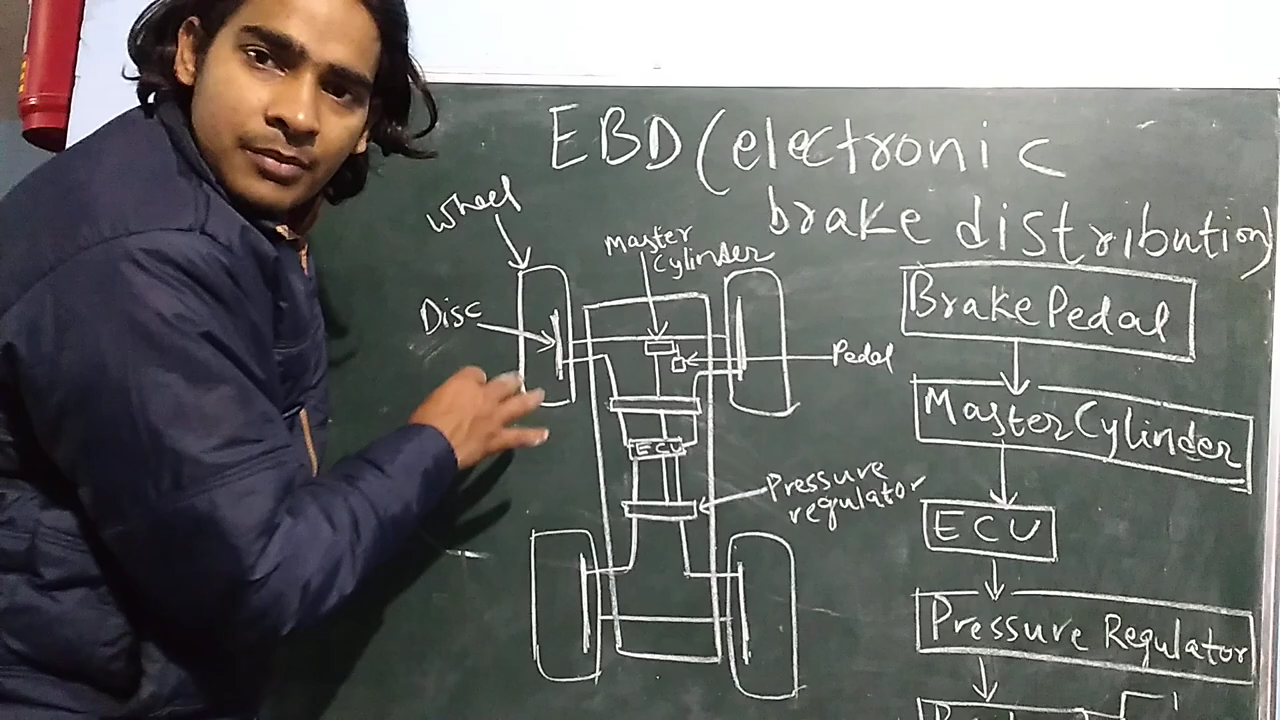 EBD (electronic
brake distribution)
Wheel
Master
Cylinder
Disc
Pedal
ECU
Pressure
regulator
Brake Pedal
Master Cylinder
ECU
Pressure Regulator